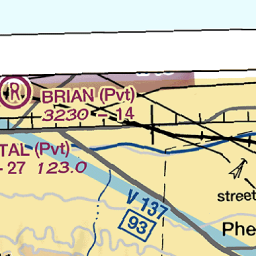 R
BRIAN (Pvt)
3230 - 14
TAL (Pvt)
- 27 123.0
street
V 137
93
Phe